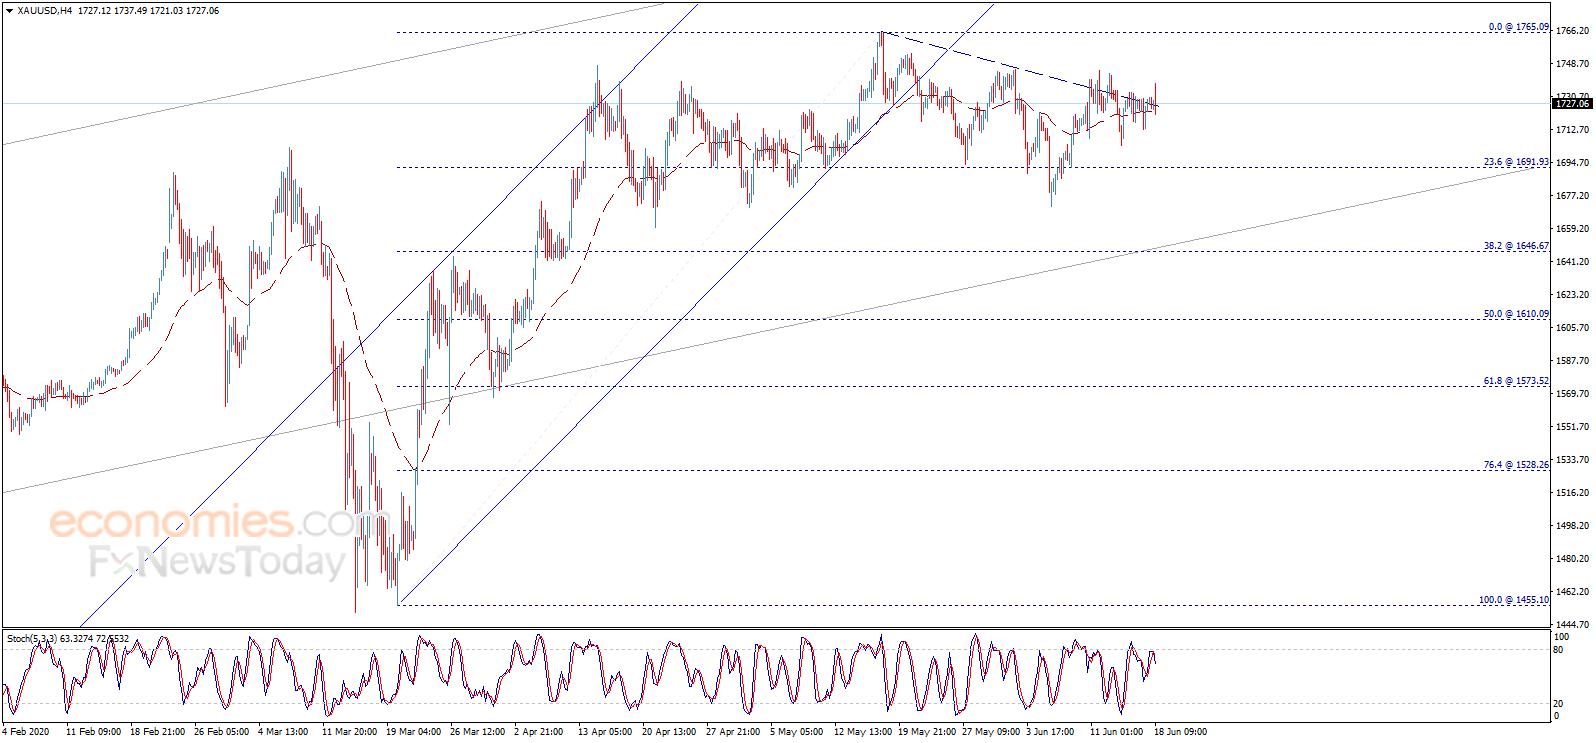 XAUUSD,H4 1727.12 1737.49 1721.03 1727.06
0.0 @ 1765.09
1766.20
1748.70
1730.70
1727.06
1712.70
23.6 @ 1691.93
1694.70
1677.20
1659.20
38.2 @ 1646.67
1641.20
1623.20
50.0 @ 1610.09
1605.70
1587.70
61.8 @ 1573.52
1569.70
1551.70
1533.70
76.4 @ 1528.26
1516.20
1498.20
1480.20
1462.20
100.0 @ 1455.10
1444.70
economies.com
FxNewsToday
Stoch(5,3,3) 63.3274 72.5532
100
80
20
0
4 Feb 2020
11 Feb 09:00
18 Feb 21:00
26 Feb 05:00
4 Mar 13:00
11 Mar 20:00
19 Mar 04:00
26 Mar 12:00
2 Apr 21:00
13 Apr 05:00
20 Apr 13:00
27 Apr 21:00
5 May 05:00
12 May 13:00
19 May 21:00
27 May 09:00
3 Jun 17:00
11 Jun 01:00
18 Jun 09:00